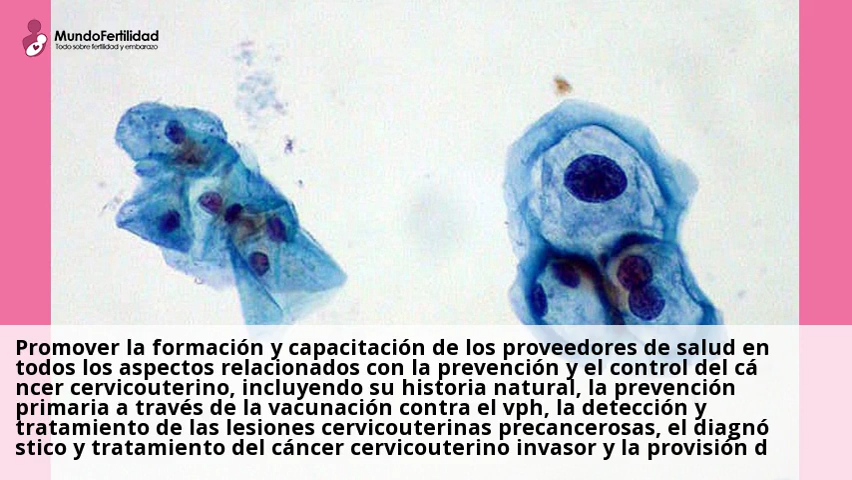 MundoFertilidad
Todo sobre fertilidad y embarazo
Promover la formación y capacitación de los proveedores de salud en
todos los aspectos relacionados con la prevención y el control del cá
ncer cervicouterino, incluyendo su historia natural, la prevención
primaria a través de la vacunación contra el vph, la detección y
tratamiento de las lesiones cervicouterinas precancerosas, el diagnó
stico y tratamiento del cáncer cervicouterino invasor y la provisión d